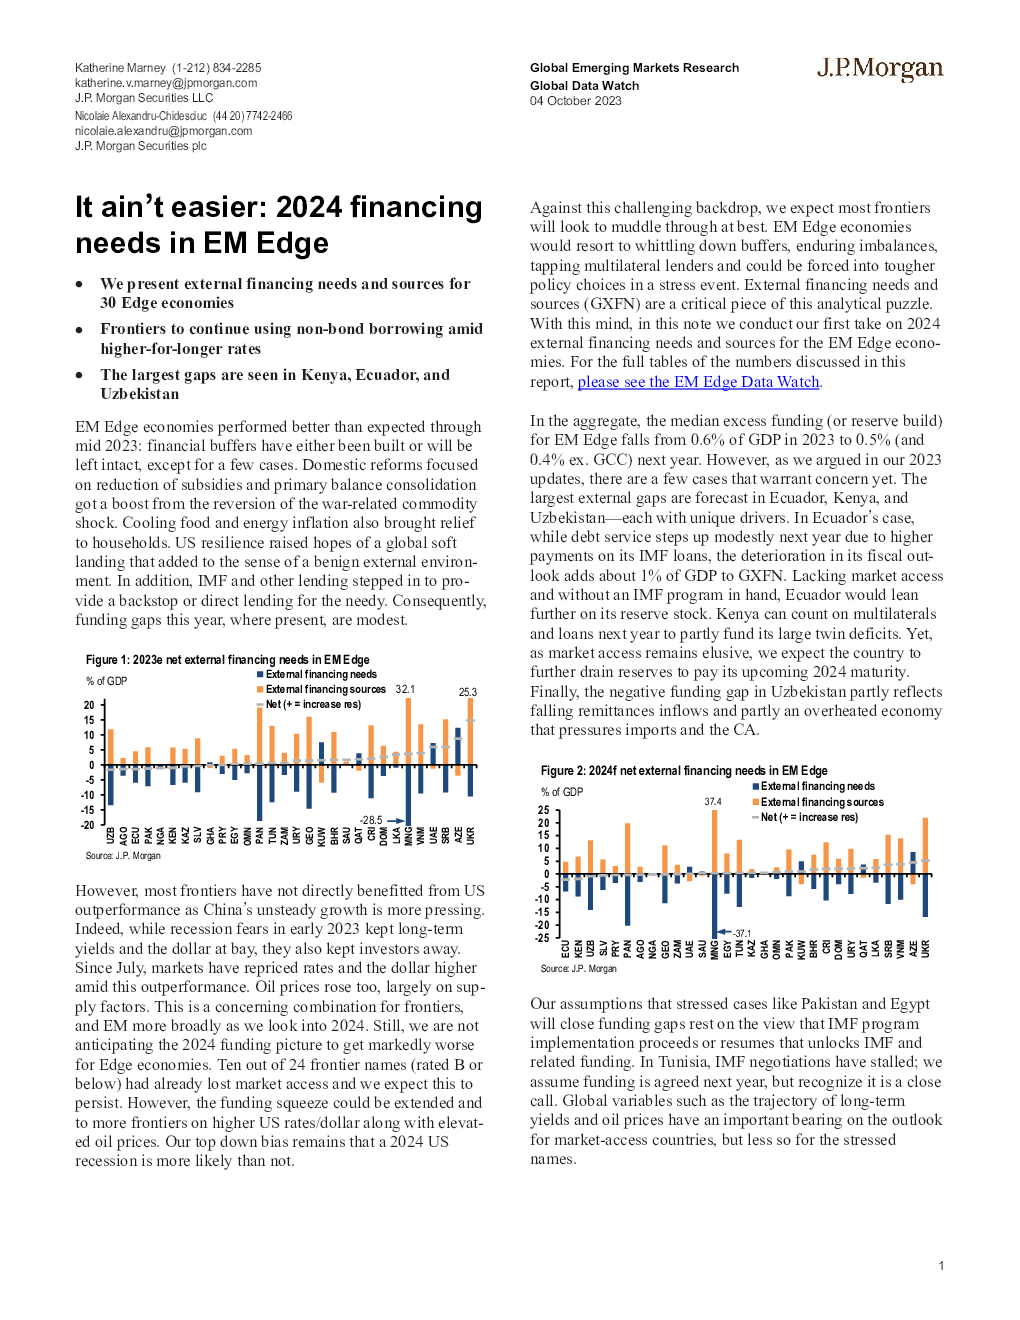 Katherine Marney (1-212) 834-2285
katherine.v.marney@jpmorgan.com
J.P. Morgan Securities LLC
Nicolaie Alexandru-Chidesciuc (44 20) 7742-2466
nicolaie.alexandru@jpmorgan.com
J.P. Morgan Securities plc
Global Emerging Markets Research
Global Data Watch
04 October 2023
J.P.Morgan
It ain’t easier: 2024 financing
needs in EM Edge
• We present external financing needs and sources for
30 Edge economies
• Frontiers to continue using non-bond borrowing amid
higher-for-longer rates
• The largest gaps are seen in Kenya, Ecuador, and
Uzbekistan
EM Edge economies performed better than expected through
mid 2023: financial buffers have either been built or will be
left intact, except for a few cases. Domestic reforms focused
on reduction of subsidies and primary balance consolidation
got a boost from the reversion of the war-related commodity
shock. Cooling food and energy inflation also brought relief
to households. US resilience raised hopes of a global soft
landing that added to the sense of a benign external environ-
ment. In addition, IMF and other lending stepped in to pro-
vide a backstop or direct lending for the needy. Consequently,
funding gaps this year, where present, are modest.
Figure 1: 2023e net external financing needs in EM Edge
% of GDP
External financing needs
External financing sources
Net (+ = increase res)
32.1
25.3
20
15
10
5
0
-5
-10
-15
-20
-28.5
UZB AGO ECU PAK NGA KEN KAZ SLV GHA PRY EGY OMN PAN TUN ZAM URY GEO KUW BHR SAU QAT CRI DOM LKA MNG VNM UAE SRB AZE UKR
Source: J.P. Morgan
However, most frontiers have not directly benefitted from US
outperformance as China’s unsteady growth is more pressing.
Indeed, while recession fears in early 2023 kept long-term
yields and the dollar at bay, they also kept investors away.
Since July, markets have repriced rates and the dollar higher
amid this outperformance. Oil prices rose too, largely on sup-
ply factors. This is a concerning combination for frontiers,
and EM more broadly as we look into 2024. Still, we are not
anticipating the 2024 funding picture to get markedly worse
for Edge economies. Ten out of 24 frontier names (rated B or
below) had already lost market access and we expect this to
persist. However, the funding squeeze could be extended and
to more frontiers on higher US rates/dollar along with elevat-
ed oil prices. Our top down bias remains that a 2024 US
recession is more likely than not.
Against this challenging backdrop, we expect most frontiers
will look to muddle through at best. EM Edge economies
would resort to whittling down buffers, enduring imbalances,
tapping multilateral lenders and could be forced into tougher
policy choices in a stress event. External financing needs and
sources (GXFN) are a critical piece of this analytical puzzle.
With this mind, in this note we conduct our first take on 2024
external financing needs and sources for the EM Edge econo-
mies. For the full tables of the numbers discussed in this
report, please see the EM Edge Data Watch.
In the aggregate, the median excess funding (or reserve build)
for EM Edge falls from 0.6% of GDP in 2023 to 0.5% (and
0.4% ex. GCC) next year. However, as we argued in our 2023
updates, there are a few cases that warrant concern yet. The
largest external gaps are forecast in Ecuador, Kenya, and
Uzbekistan—each with unique drivers. In Ecuador’s case,
while debt service steps up modestly next year due to higher
payments on its IMF loans, the deterioration in its fiscal out-
look adds about 1% of GDP to GXFN. Lacking market access
and without an IMF program in hand, Ecuador would lean
further on its reserve stock. Kenya can count on multilaterals
and loans next year to partly fund its large twin deficits. Yet,
as market access remains elusive, we expect the country to
further drain reserves to pay its upcoming 2024 maturity.
Finally, the negative funding gap in Uzbekistan partly reflects
falling remittances inflows and partly an overheated economy
that pressures imports and the CA.
Figure 2: 2024f net external financing needs in EM Edge
% of GDP
External financing needs
External financing sources
Net (+ = increase res)
37.4
25
20
15
10
5
0
-5
-10
-15
-20
-25
-37.1
ECU KEN UZB SLV PRY PAN AGO NGA GEO ZAM UAE SAU MNG EGY TUN KAZ GHA OMN PAK KUW BHR CRI DOM URY QAT LKA SRB VNM AZE UKR
Source: J.P. Morgan
Our assumptions that stressed cases like Pakistan and Egypt
will close funding gaps rest on the view that IMF program
implementation proceeds or resumes that unlocks IMF and
related funding. In Tunisia, IMF negotiations have stalled; we
assume funding is agreed next year, but recognize it is a close
call. Global variables such as the trajectory of long-term
yields and oil prices have an important bearing on the outlook
for market-access countries, but less so for the stressed
names.
1